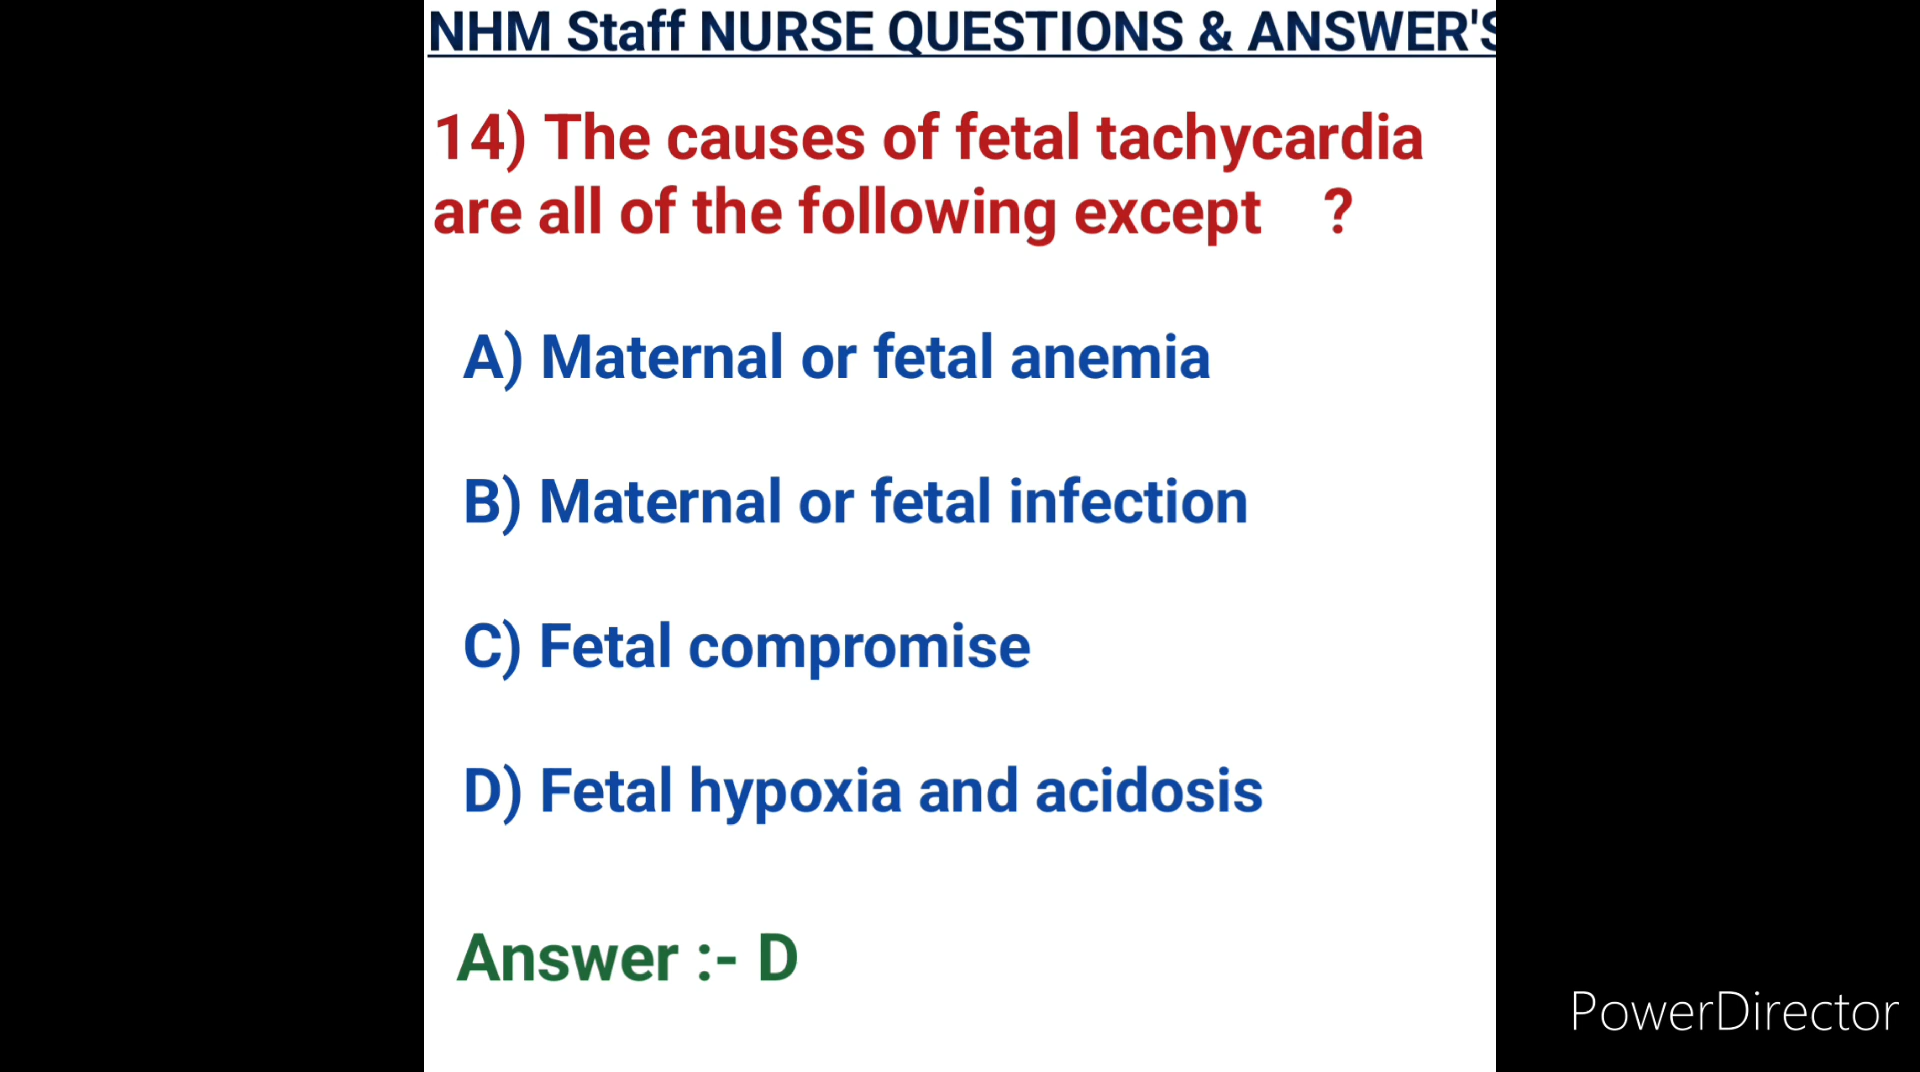 NHM Staff NURSE QUESTIONS & ANSWER'S
14) The causes of fetal tachycardia
are all of the following except ?
A) Maternal or fetal anemia
B) Maternal or fetal infection
C) Fetal compromise
D) Fetal hypoxia and acidosis
Answer :- D
PowerDirector